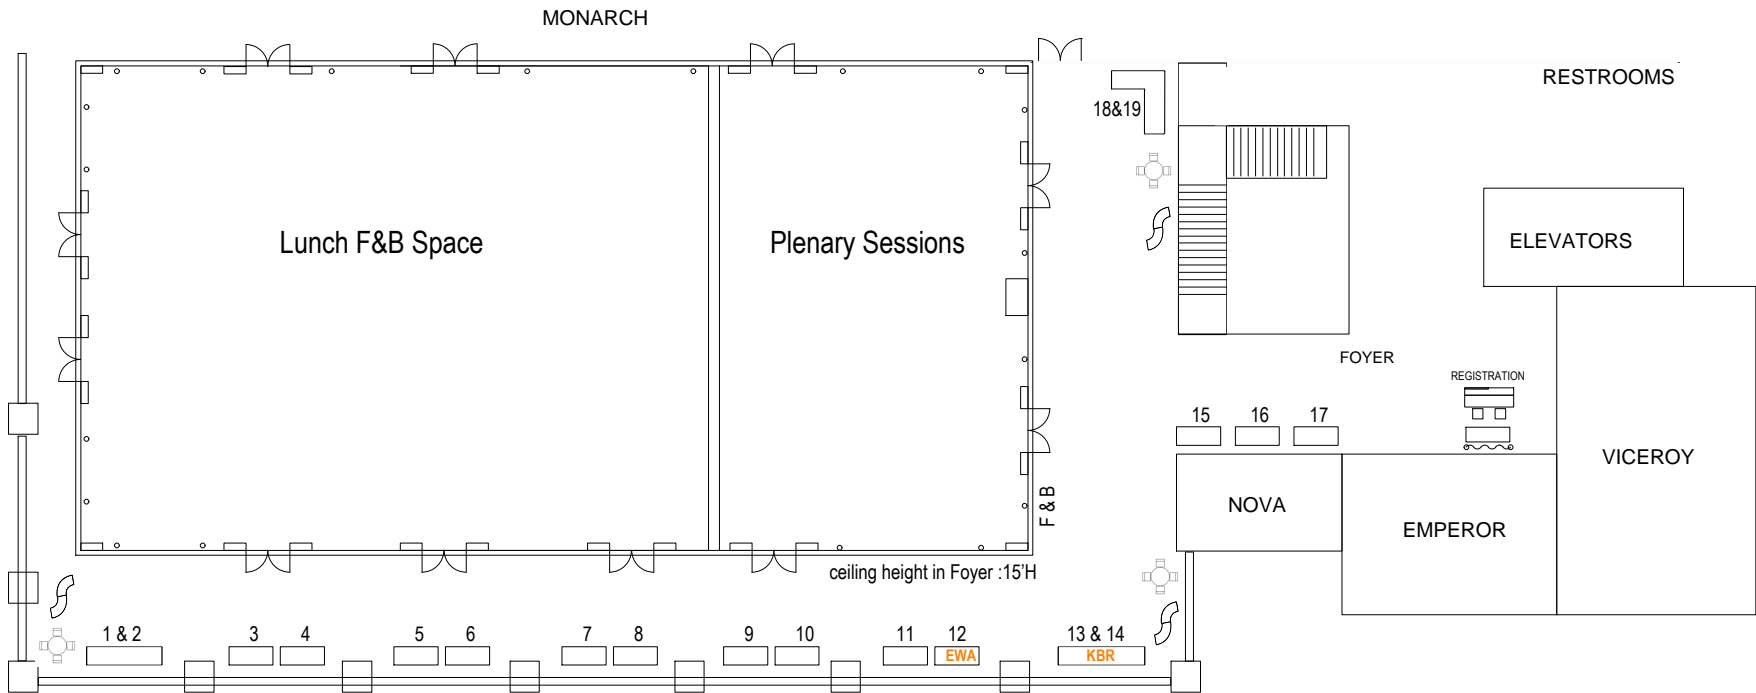 MONARCH
RESTROOMS
18&19
Lunch F&B Space
Plenary Sessions
ELEVATORS
FOYER
REGISTRATION
15
16
17
VICEROY
NOVA
F & B
EMPEROR
ceiling height in Foyer :15'H
1 & 2
3
4
5
6
7
8
9
10
11
12
13 & 14
EWA
KBR